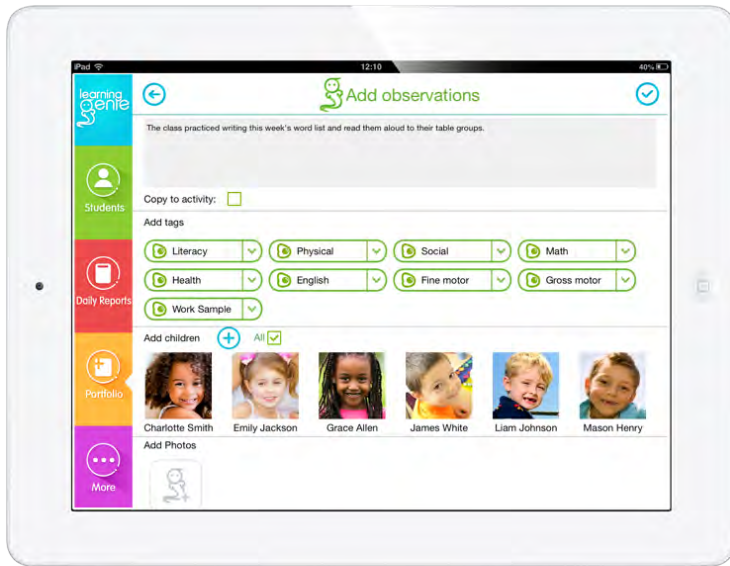 iPad 12:10 40%
learning
Genie
Add observations
The class practiced writing this week's word list and read them aloud to their table groups.
Students
Copy to activity:
Add tags
Literacy Physical Social Math
Daily Reports
Health English Fine motor Gross motor
Work Sample
Add children All
Portfolio
Charlotte Smith Emily Jackson Grace Allen James White Liam Johnson Mason Henry
Add Photos
More